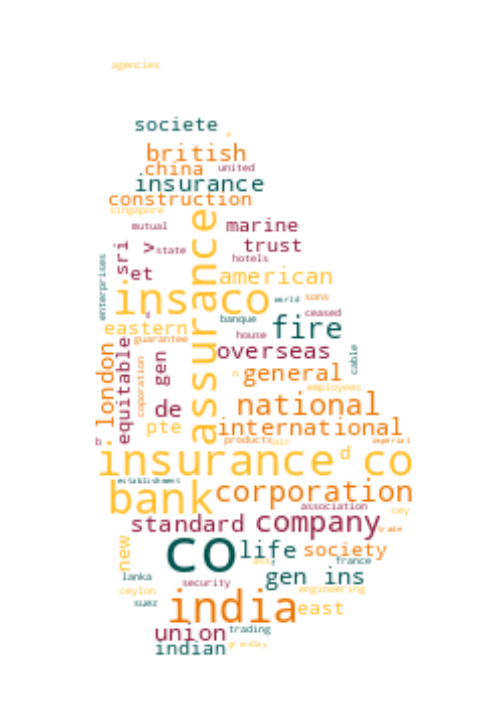 agencies
societe
british
china united
insurance
construction
singapore
mutual marine
assurance
> state trust
sri hotels
et american
enterprises
insco world sons
banque ceased
eastern fire
guarantee house
overseas
london equitable gen cable
coporation general
employees
de national
pte international
products air imperial
insurance d co
establishment
bank corporation
association cey
standard company
trade
new co life society
france
lanka gen ins
security
ceylon engineering
suez india east
union trading
indian grindlay